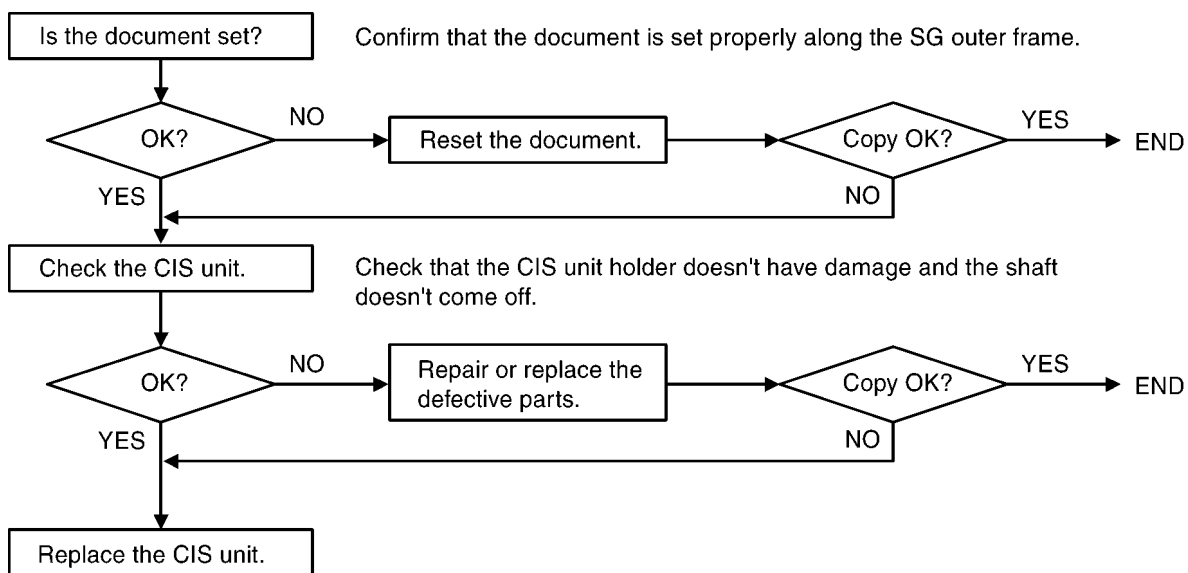 Is the document set?
Confirm that the document is set properly along the SG outer frame.
OK?
NO
Reset the document.
Copy OK?
YES
END
YES
NO
Check the CIS unit.
Check that the CIS unit holder doesn't have damage and the shaft
doesn't come off.
OK?
NO
Repair or replace the
defective parts.
Copy OK?
YES
END
YES
NO
Replace the CIS unit.